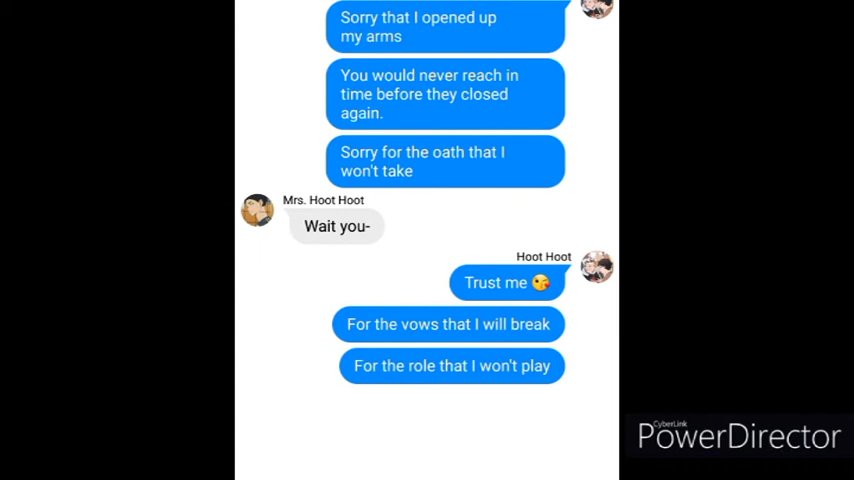 Sorry that I opened up
my arms
You would never reach in
time before they closed
again.
Sorry for the oath that I
won't take
Mrs. Hoot Hoot
Wait you-
Hoot Hoot
Trust me 😘
For the vows that I will break
For the role that I won't play
CyberLink
PowerDirector